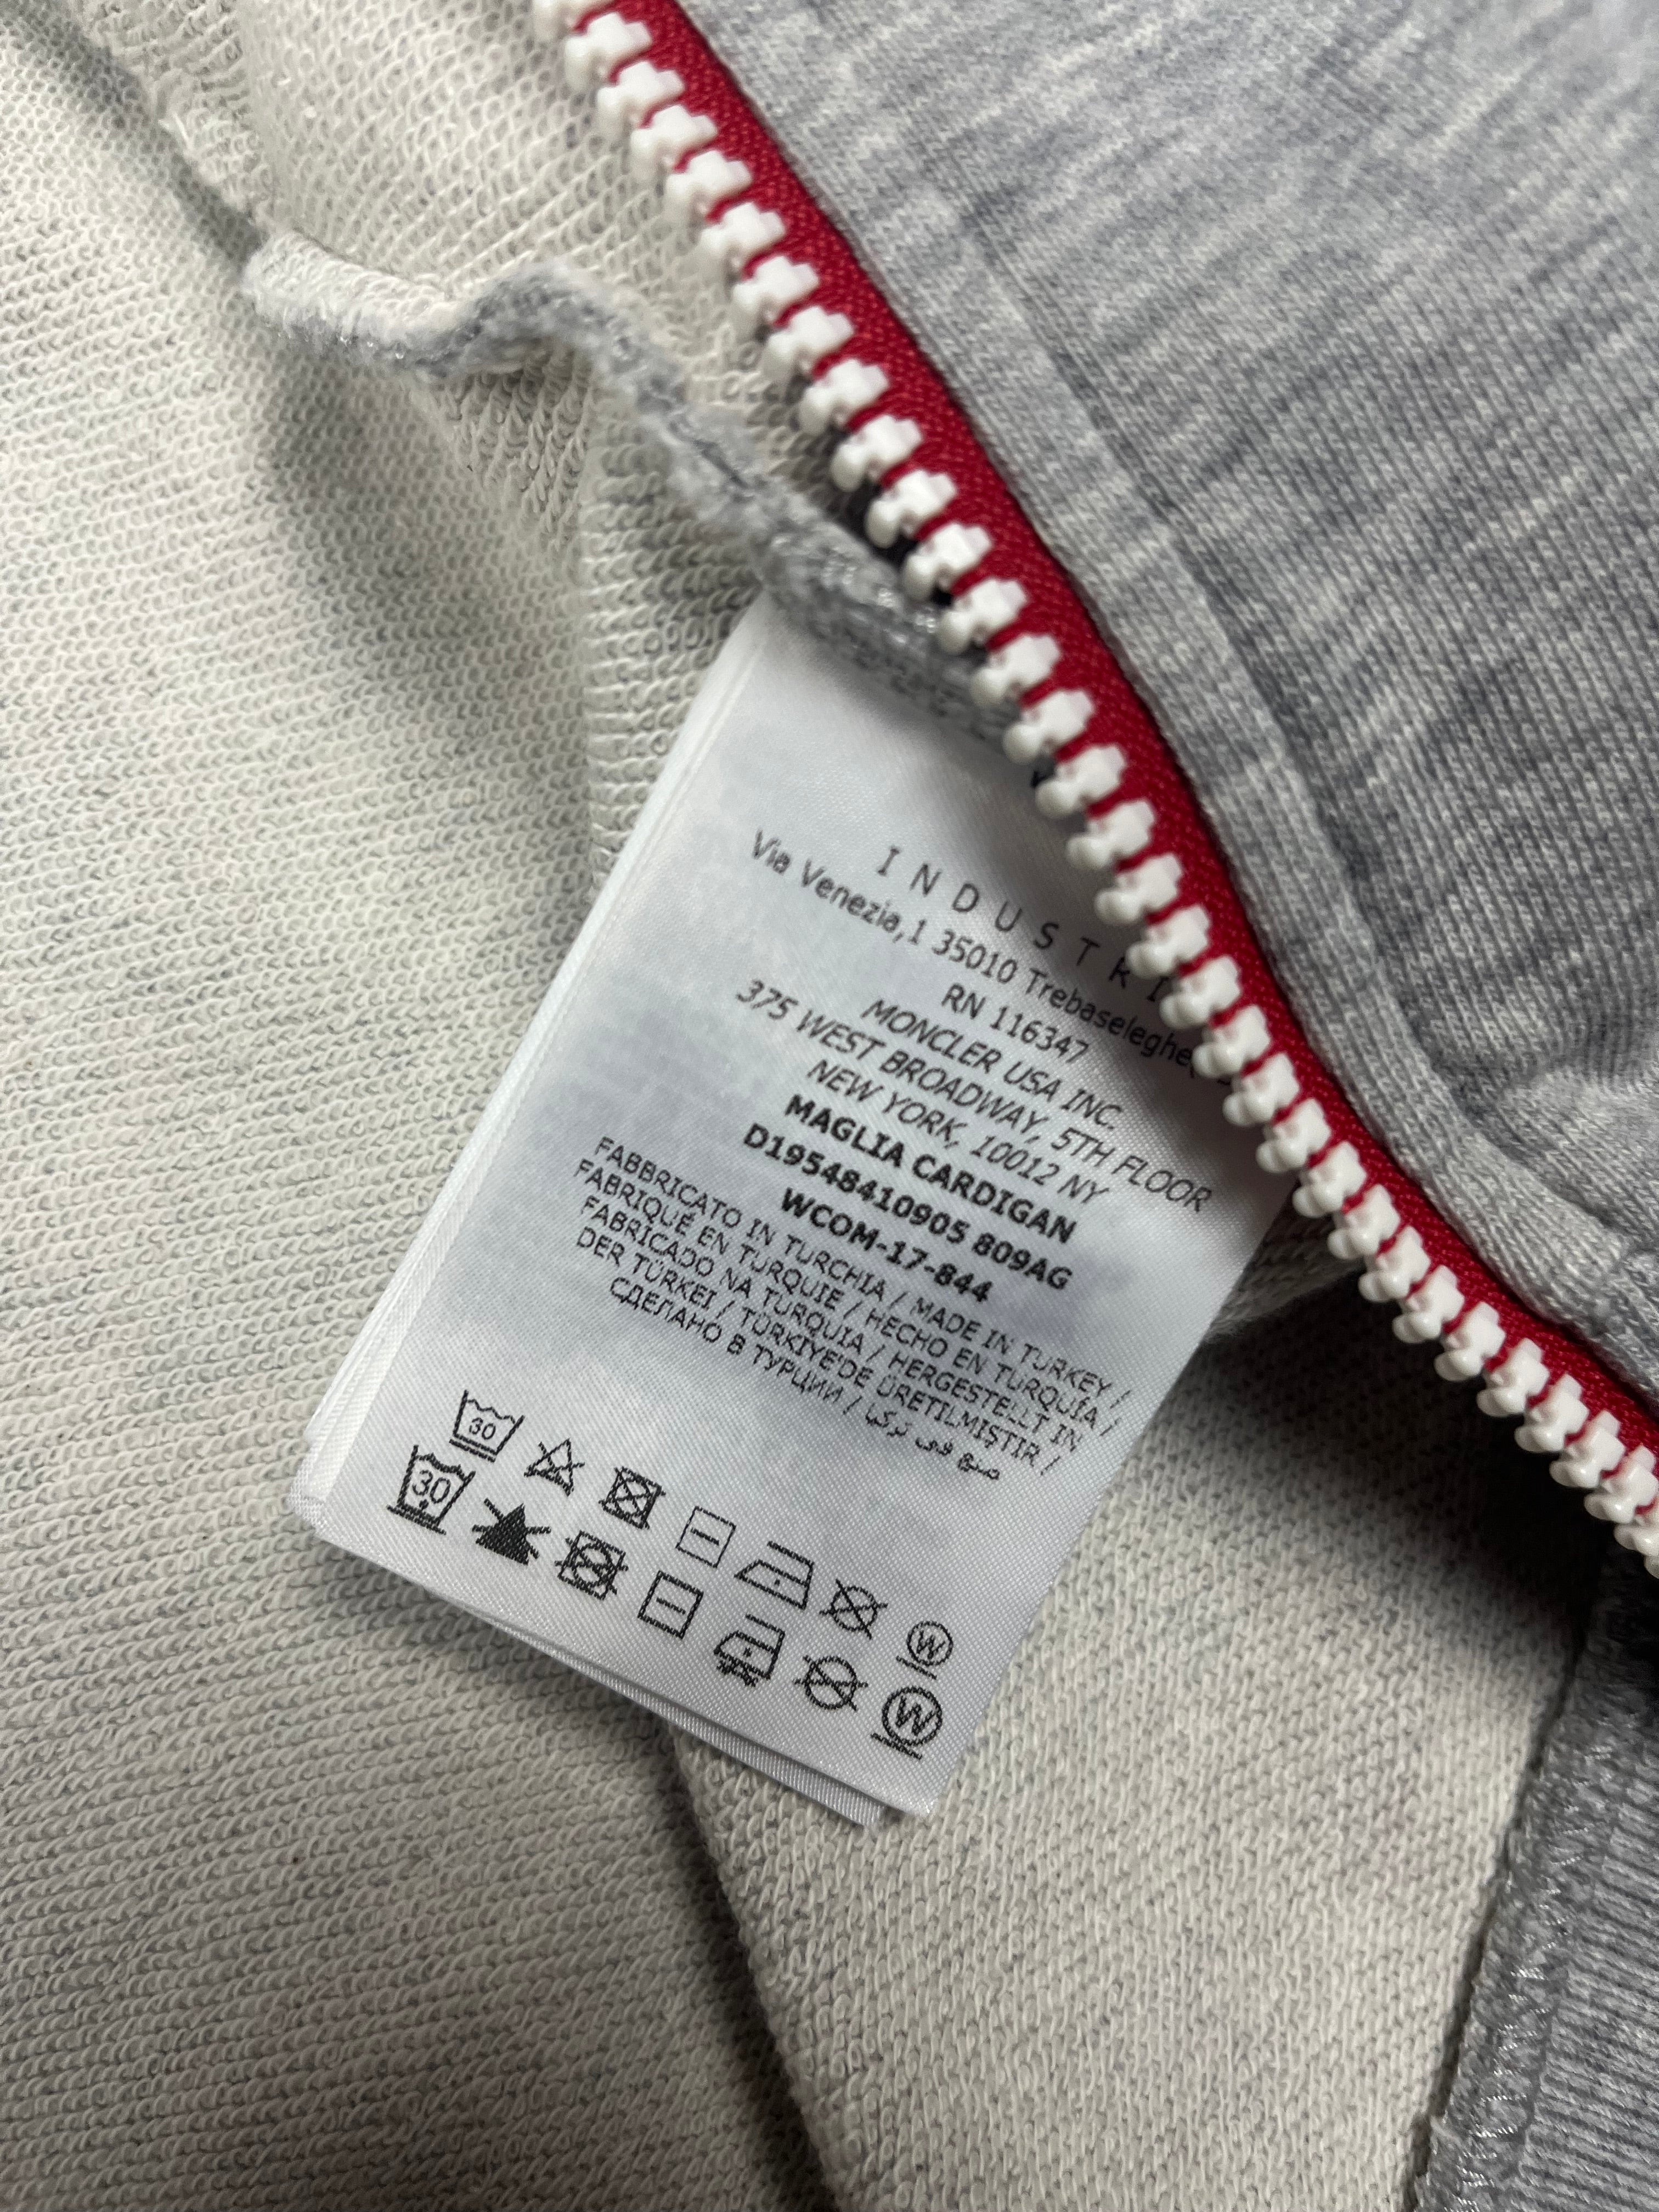 INDUSTRI
Via Venezia,1 35010 Trebaseleghe
RN 116347
MONCLER USA INC.
375 WEST BROADWAY, 5TH FLOOR
NEW YORK, 10012 NY
MAGLIA CARDIGAN
D19548410905 809AG
WCOM-17-844
FABBRICATO IN TURCHIA / MADE IN TURKEY /
FABRIQUÉ EN TURQUIE / HECHO EN TURQUÍA /
FABRICADO NA TURQUIA / HERGESTELLT IN
DER TÜRKEI / TÜRKIYE'DE ÜRETILMIŞTIR /
СДЕЛАНО В ТУРЦИИ / صنع في تركيا
30
W
30
W